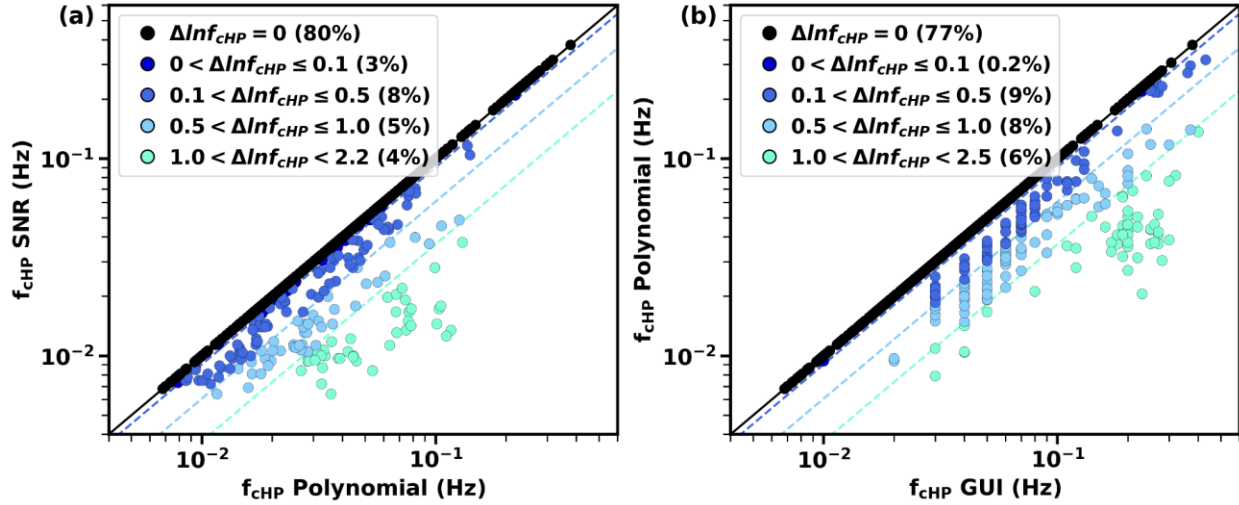 (a)
Δlnf_cHP = 0 (80%)
0 < Δlnf_cHP ≤ 0.1 (3%)
0.1 < Δlnf_cHP ≤ 0.5 (8%)
0.5 < Δlnf_cHP ≤ 1.0 (5%)
1.0 < Δlnf_cHP < 2.2 (4%)
f_cHP SNR (Hz)
10⁻¹
10⁻²
10⁻²
10⁻¹
f_cHP Polynomial (Hz)
(b)
Δlnf_cHP = 0 (77%)
0 < Δlnf_cHP ≤ 0.1 (0.2%)
0.1 < Δlnf_cHP ≤ 0.5 (9%)
0.5 < Δlnf_cHP ≤ 1.0 (8%)
1.0 < Δlnf_cHP < 2.5 (6%)
f_cHP Polynomial (Hz)
10⁻¹
10⁻²
10⁻²
10⁻¹
f_cHP GUI (Hz)